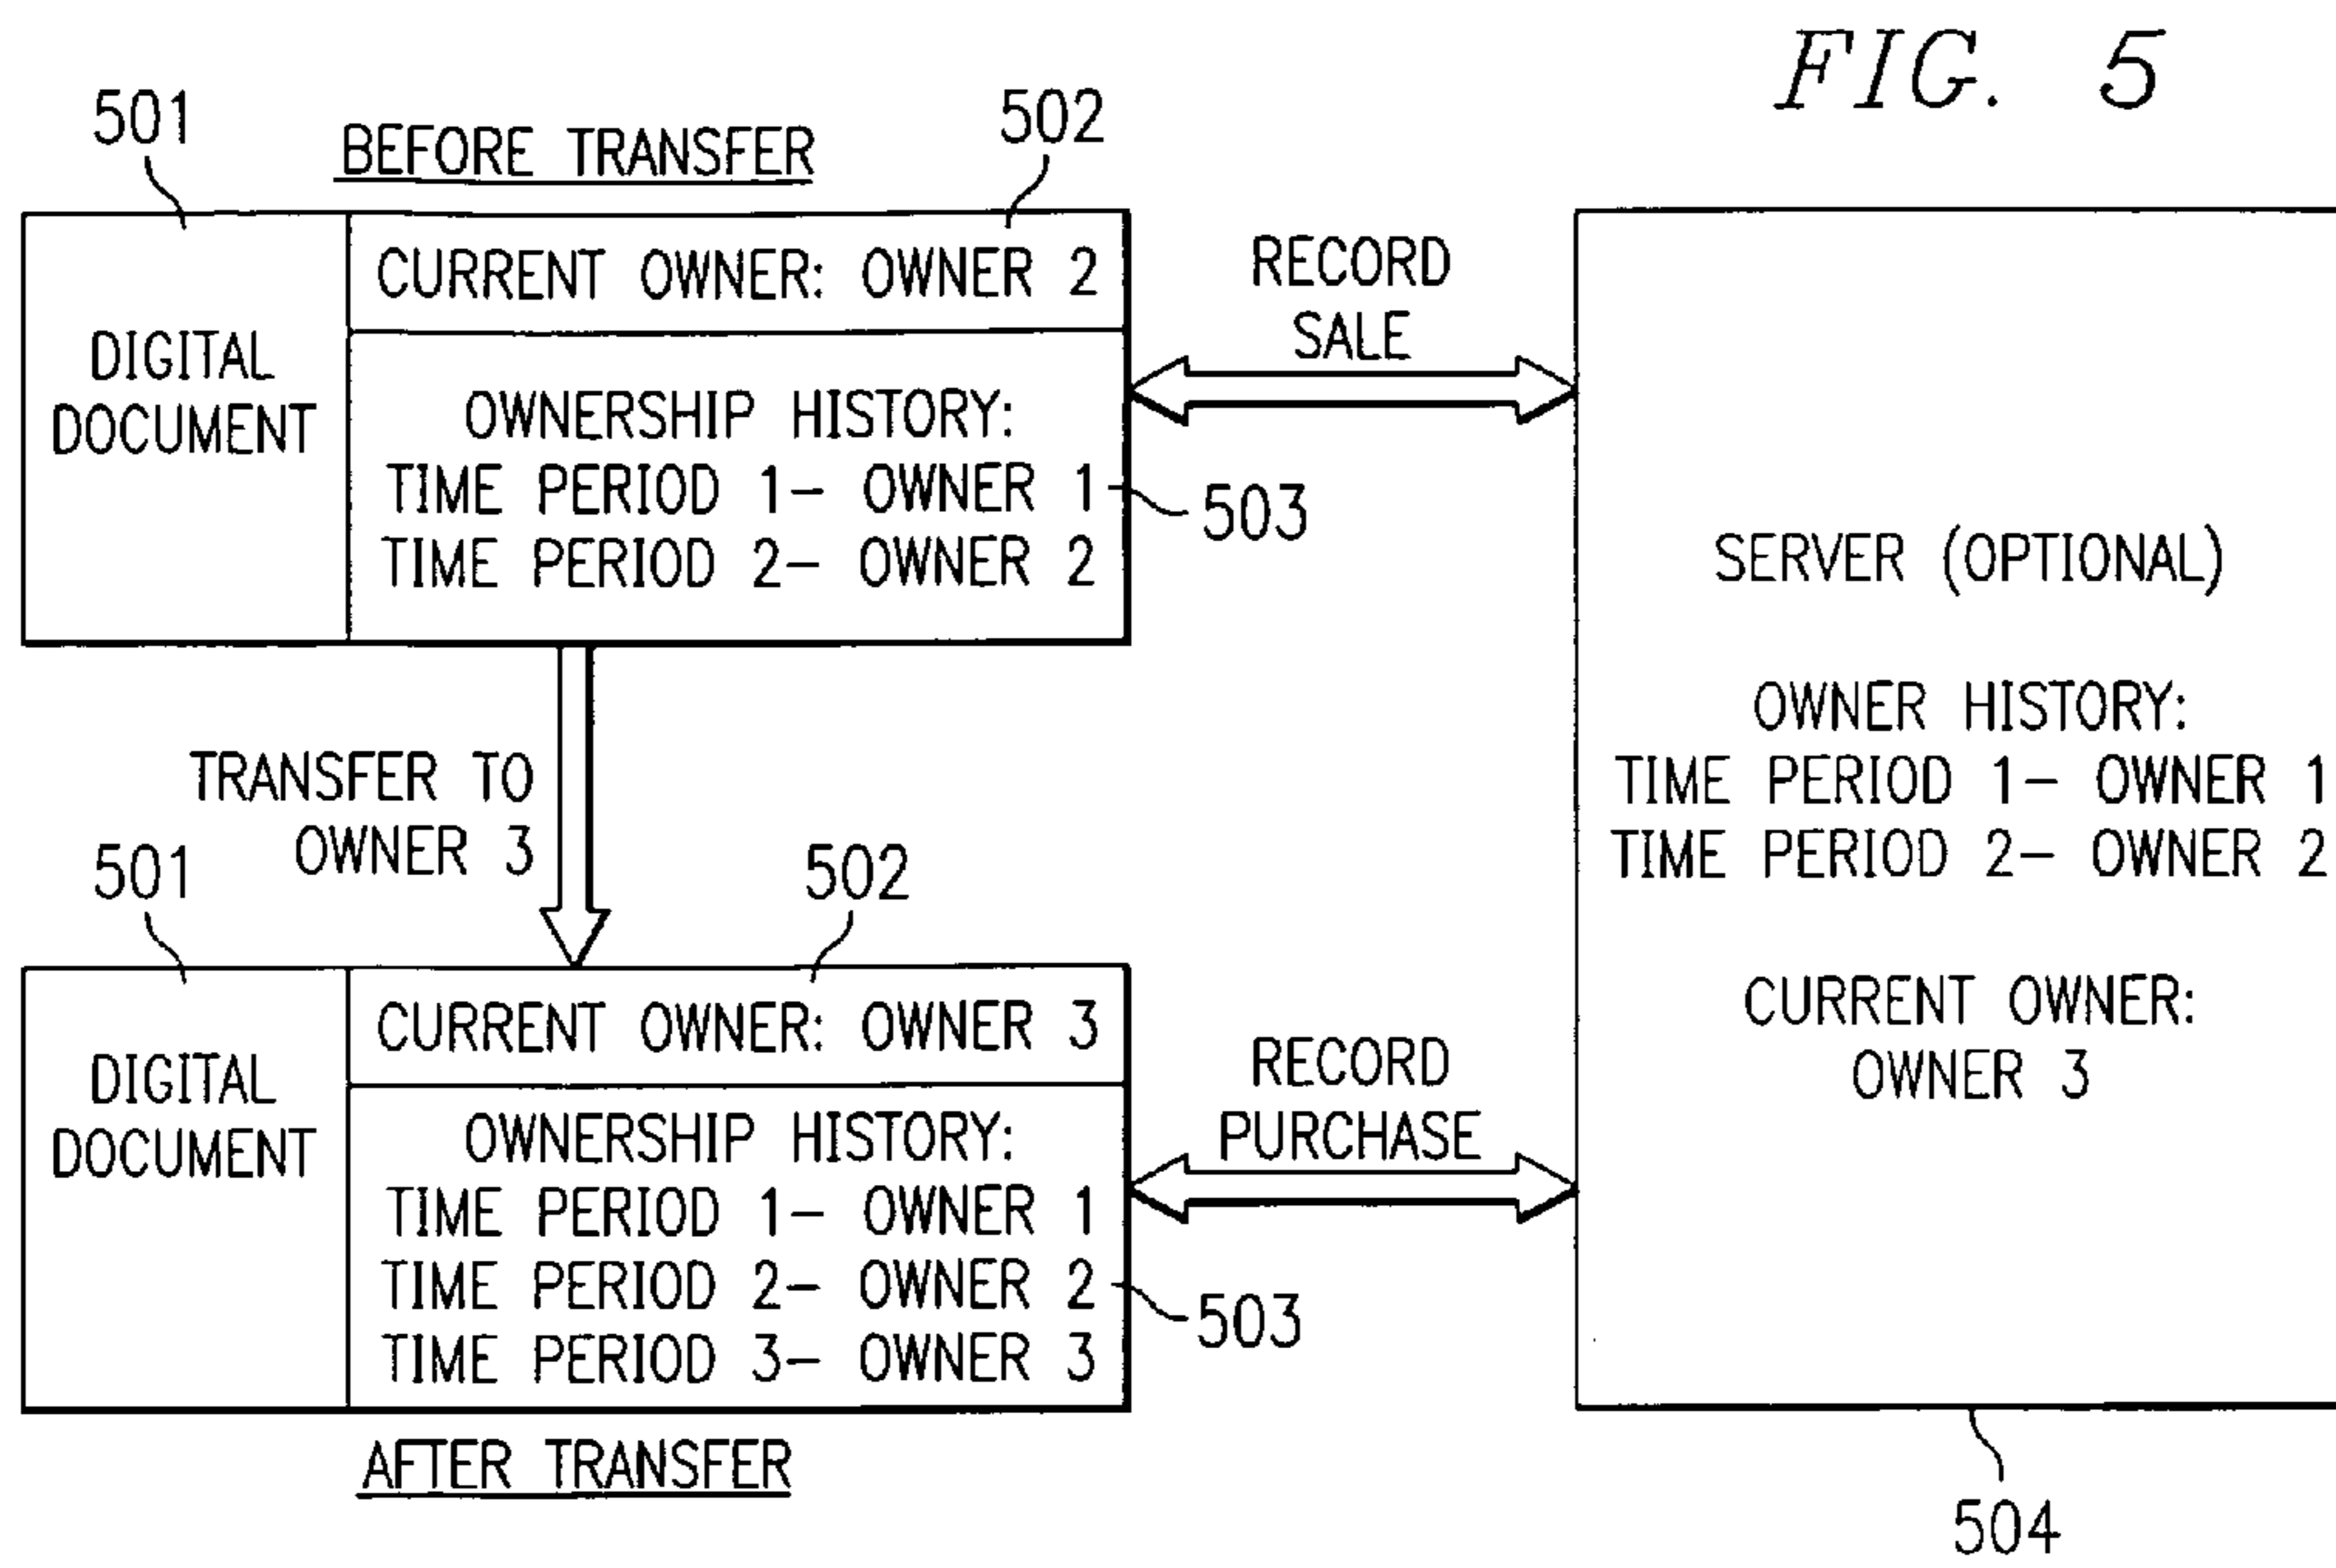 FIG. 5
501
BEFORE TRANSFER
502
DIGITAL
DOCUMENT
CURRENT OWNER: OWNER 2
OWNERSHIP HISTORY:
TIME PERIOD 1- OWNER 1
TIME PERIOD 2- OWNER 2
503
RECORD
SALE
TRANSFER TO
OWNER 3
501
502
DIGITAL
DOCUMENT
CURRENT OWNER: OWNER 3
OWNERSHIP HISTORY:
TIME PERIOD 1- OWNER 1
TIME PERIOD 2- OWNER 2
TIME PERIOD 3- OWNER 3
503
AFTER TRANSFER
RECORD
PURCHASE
SERVER (OPTIONAL)
OWNER HISTORY:
TIME PERIOD 1- OWNER 1
TIME PERIOD 2- OWNER 2
CURRENT OWNER:
OWNER 3
504